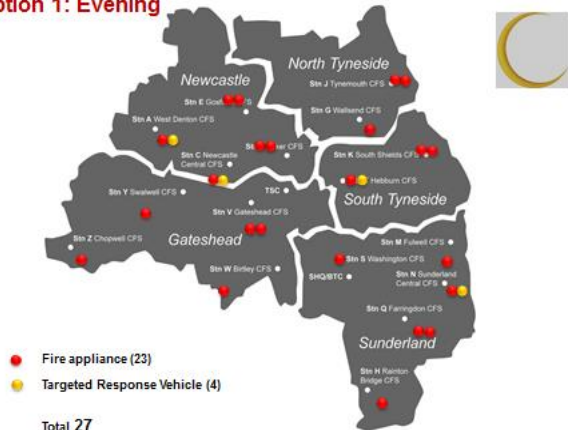 ption 1: Evening
North Tyneside
Stn J Tynemouth CFS
Newcastle
Stn E
Stn G Wallsend CFS
Stn A West Denton CFS
CFS
Stn K South Shields CFS
Stn C Newcastle
Central CFS
Hebburn CFS
South Tyneside
TSC
Stn Y Swalwell CFS
Stn V Gateshead CFS
Gateshead
Stn Z Chopwell CFS
Stn M Fulwell CFS
Stn S Washington CFS
Stn W Birtley CFS
SHQ/BTC
Stn N Sunderland
Central CFS
Stn Q Farringdon CFS
Sunderland
Stn H Rainton
Bridge CFS
Fire appliance (23)
Targeted Response Vehicle (4)
Total 27